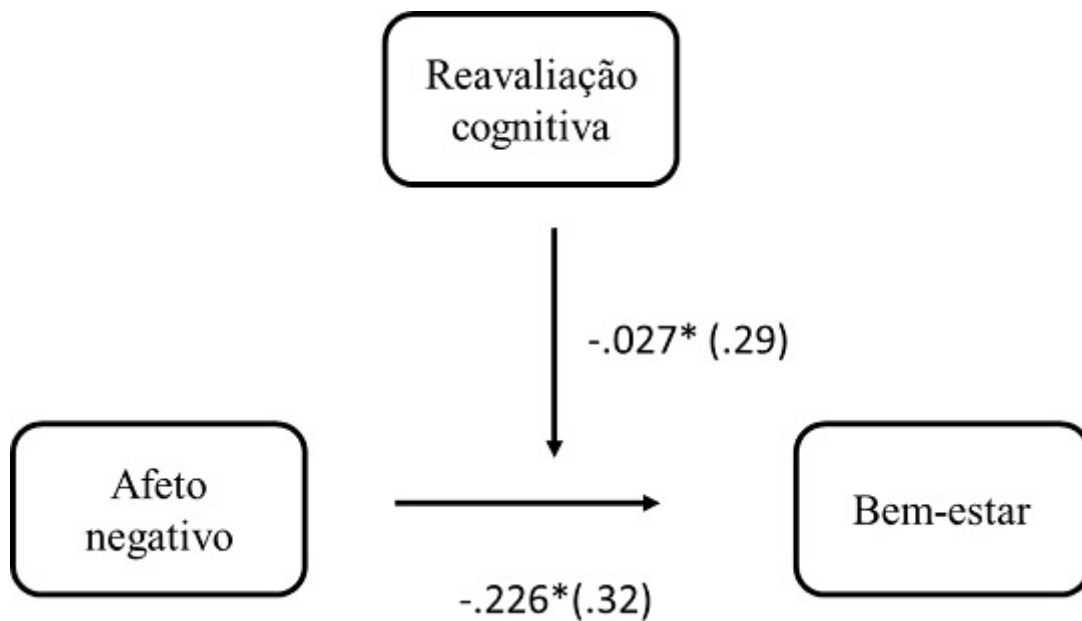 Reavaliação
cognitiva
-.027* (.29)
Afeto
negativo
Bem-estar
-.226*(.32)